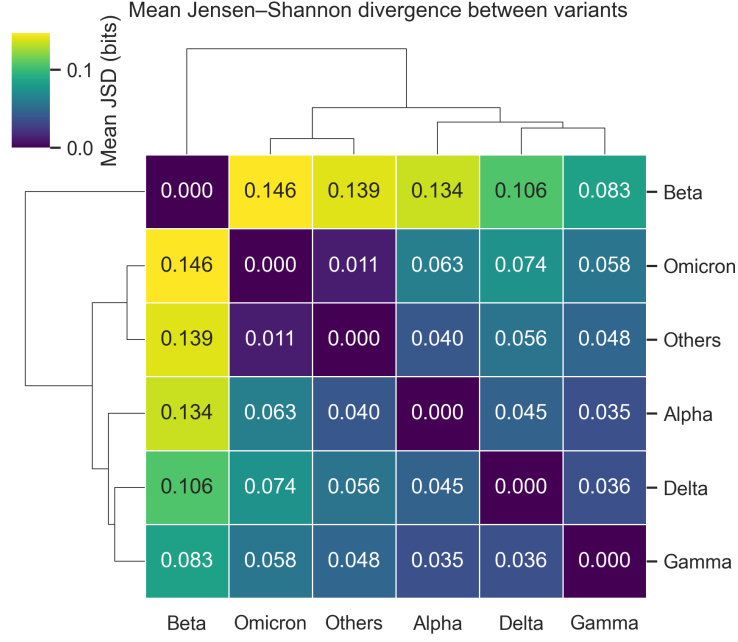 Mean Jensen–Shannon divergence between variants
0.1
0.0
Mean JSD (bits)
0.000 0.146 0.139 0.134 0.106 0.083 Beta
0.146 0.000 0.011 0.063 0.074 0.058 Omicron
0.139 0.011 0.000 0.040 0.056 0.048 Others
0.134 0.063 0.040 0.000 0.045 0.035 Alpha
0.106 0.074 0.056 0.045 0.000 0.036 Delta
0.083 0.058 0.048 0.035 0.036 0.000 Gamma
Beta Omicron Others Alpha Delta Gamma